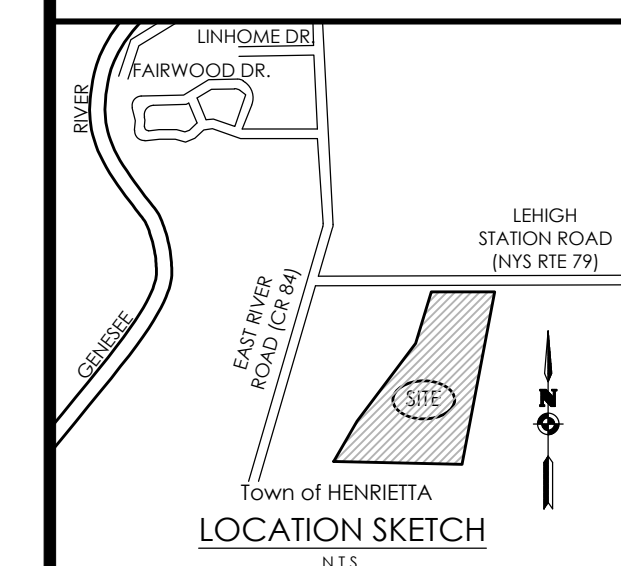 LINHOME DR.
FAIRWOOD DR.
RIVER
LEHIGH
STATION ROAD
(NYS RTE 79)
EAST RIVER
ROAD (CR 84)
GENESEE
SITE
N
Town of HENRIETTA
LOCATION SKETCH
N.T.S.